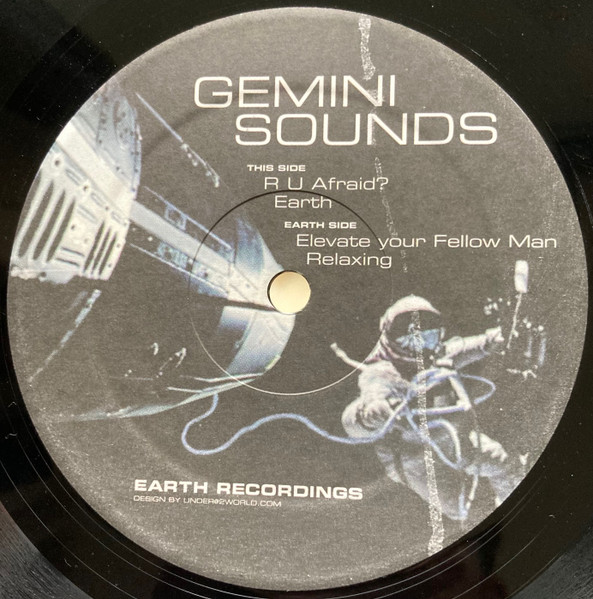 GEMINI
SOUNDS
THIS SIDE
R U Afraid?
Earth
EARTH SIDE
Elevate your Fellow Man
Relaxing
EARTH RECORDINGS
DESIGN BY UNDER#2WORLD.COM